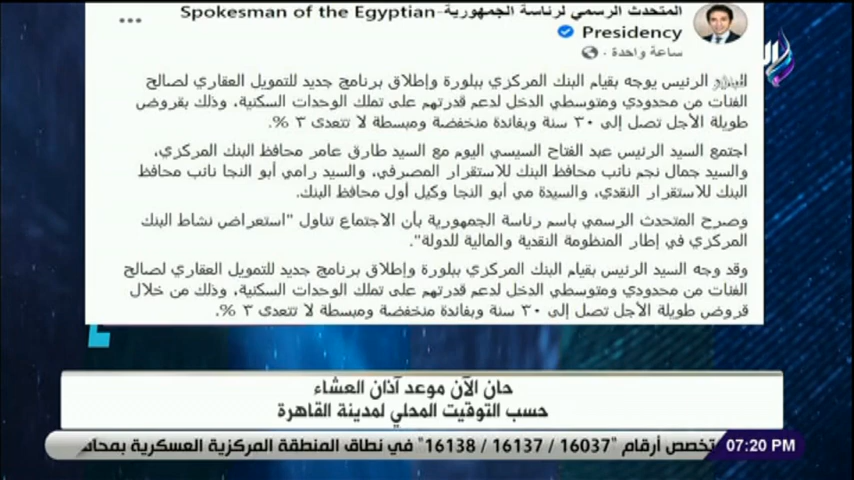 المتحدث الرسمي لرئاسة الجمهورية-Spokesman of the Egyptian
Presidency
ساعة واحدة ·
الرئيس يوجه بقيام البنك المركزي ببلورة وإطلاق برنامج جديد للتمويل العقاري لصالح
الفئات من محدودي ومتوسطي الدخل لدعم قدرتهم على تملك الوحدات السكنية، وذلك بقروض
طويلة الأجل تصل إلى ٣٠ سنة وبفائدة منخفضة ومبسطة لا تتعدى ٣ %.
اجتمع السيد الرئيس عبد الفتاح السيسي اليوم مع السيد طارق عامر محافظ البنك المركزي،
والسيد جمال نجم نائب محافظ البنك للاستقرار المصرفي، والسيد رامي أبو النجا نائب محافظ
البنك للاستقرار النقدي، والسيدة مي أبو النجا وكيل أول محافظ البنك.
وصرح المتحدث الرسمي باسم رئاسة الجمهورية بأن الاجتماع تناول "استعراض نشاط البنك
المركزي في إطار المنظومة النقدية والمالية للدولة".
وقد وجه السيد الرئيس بقيام البنك المركزي ببلورة وإطلاق برنامج جديد للتمويل العقاري لصالح
الفئات من محدودي ومتوسطي الدخل لدعم قدرتهم على تملك الوحدات السكنية، وذلك من خلال
قروض طويلة الأجل تصل إلى ٣٠ سنة وبفائدة منخفضة ومبسطة لا تتعدى ٣ %.
حان الآن موعد آذان العشاء
حسب التوقيت المحلي لمدينة القاهرة
تخصص أرقام "16037 / 16137 / 16138" في نطاق المنطقة المركزية العسكرية بمحاف
07:20 PM